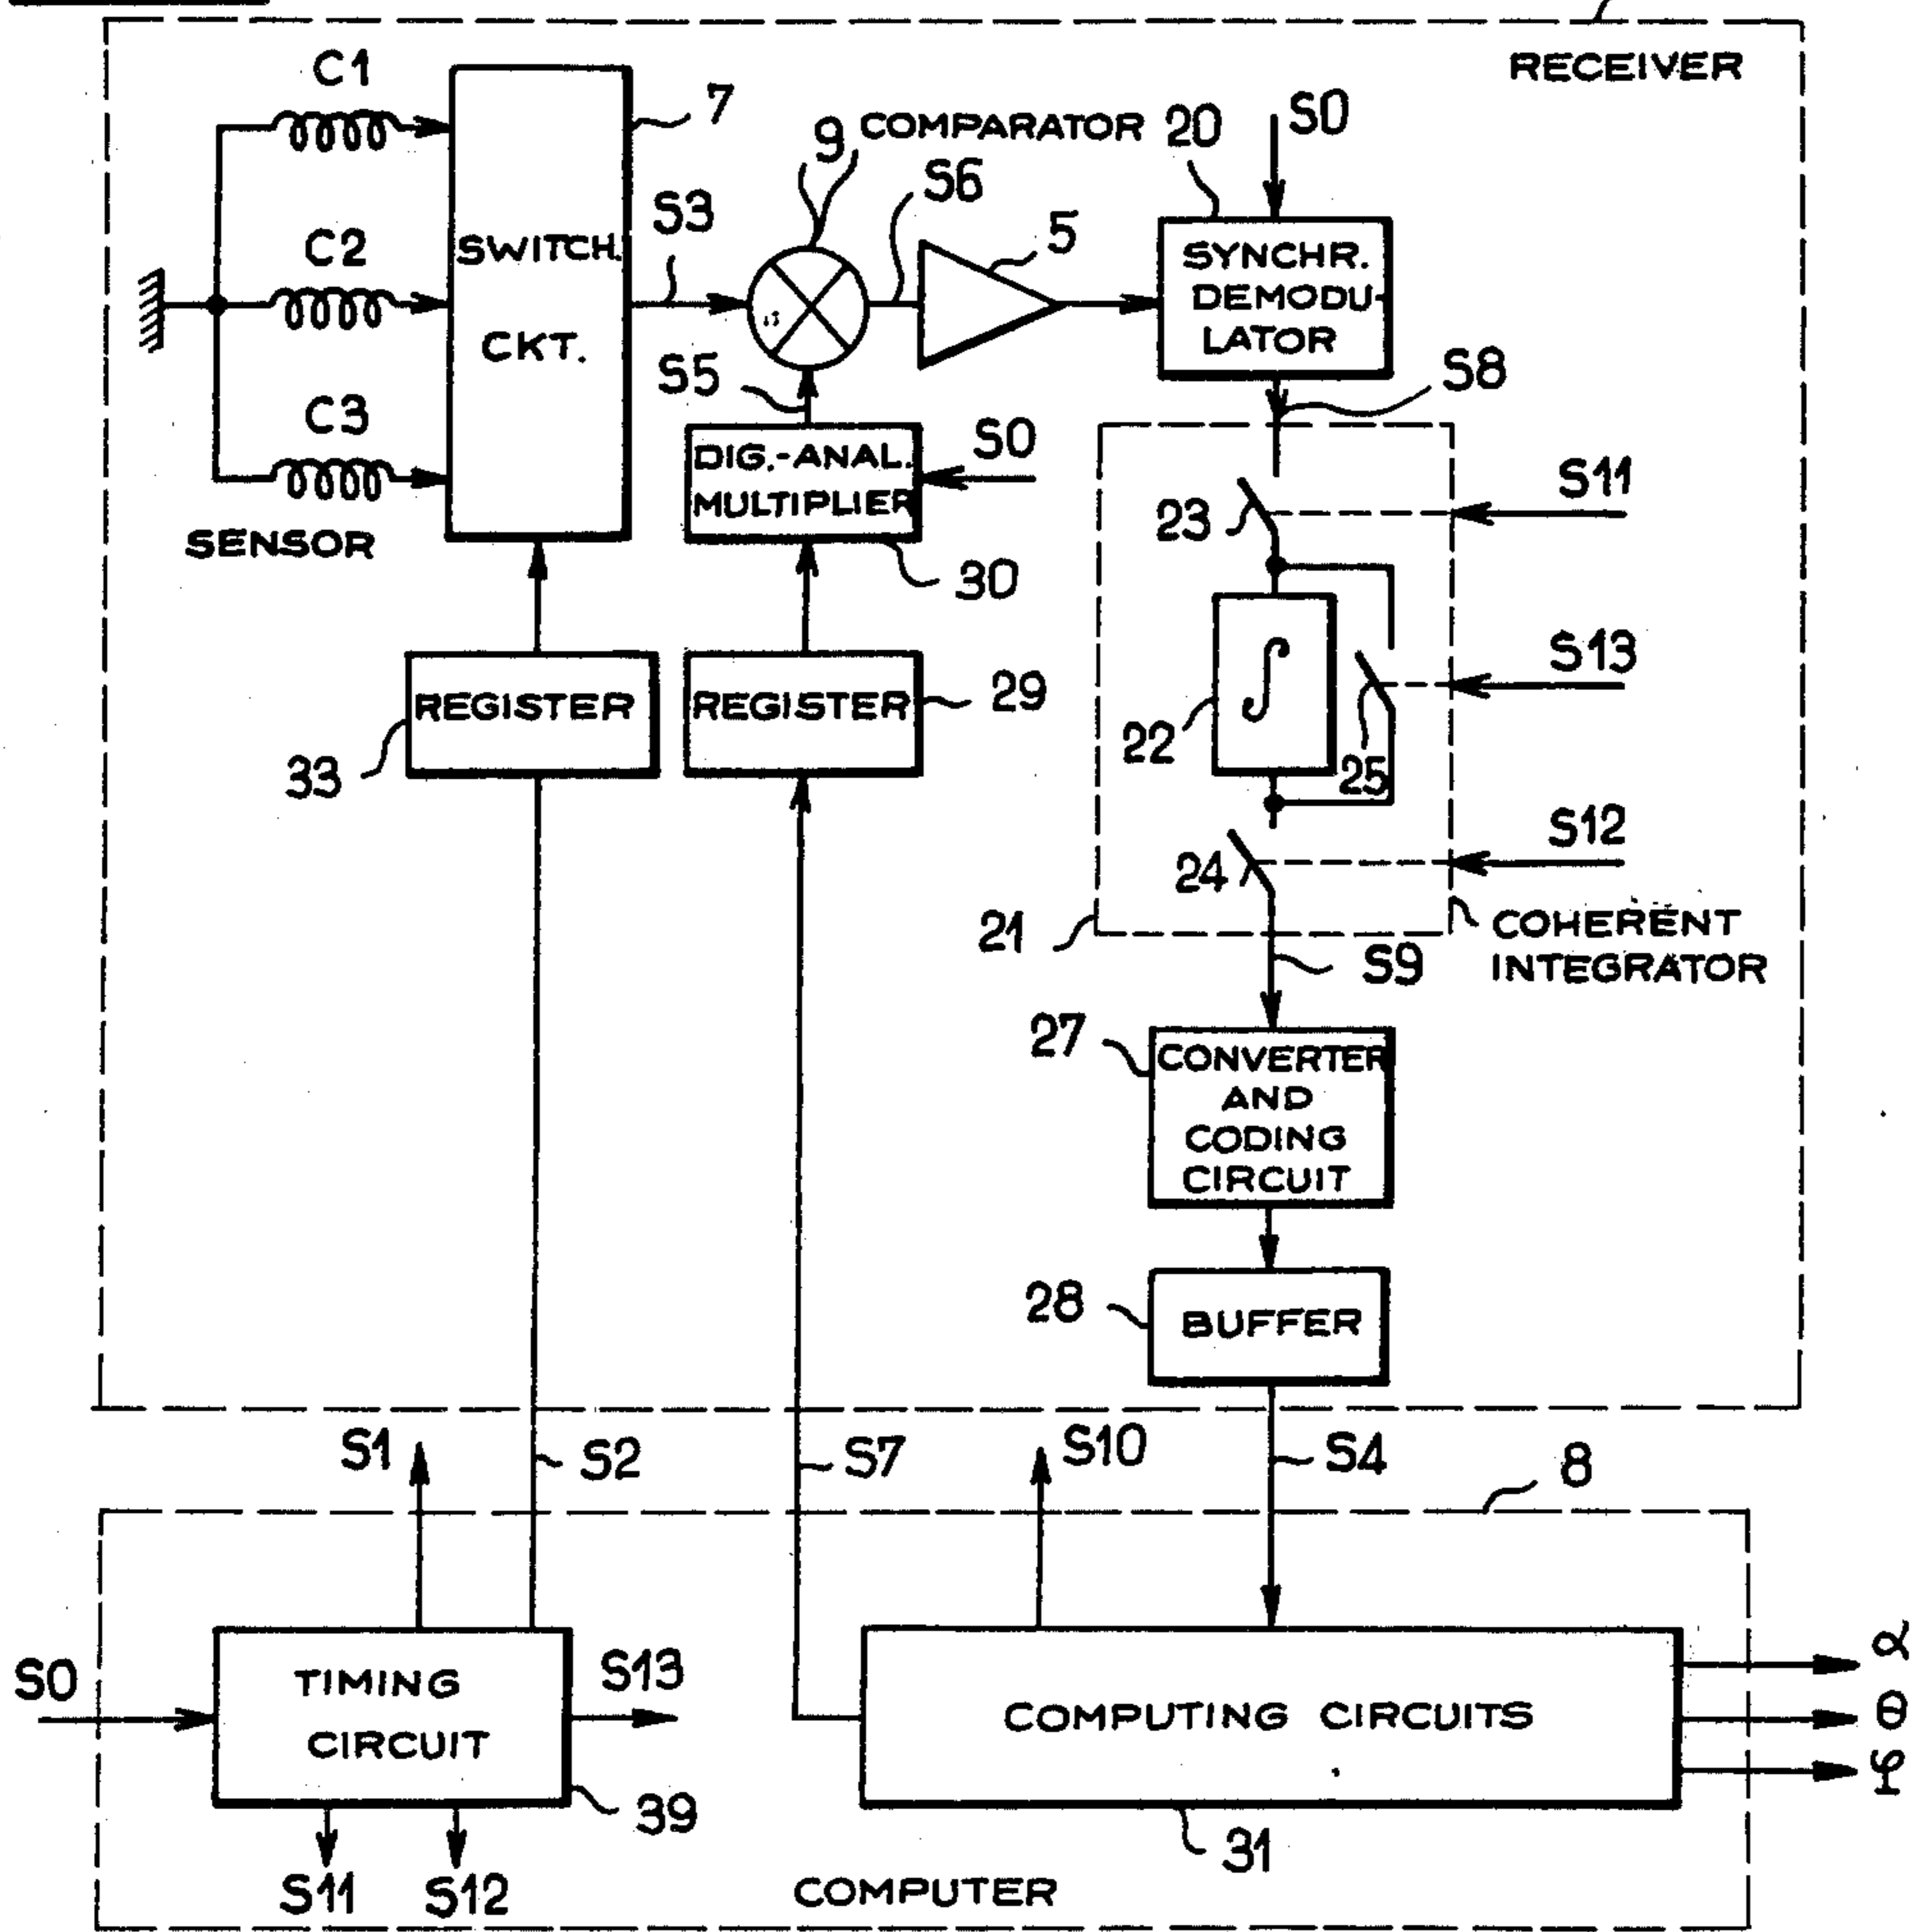 RECEIVER
C1
7
9 COMPARATOR 20 S0
S6
S3
5
C2
SWITCH.
CKT.
SYNCHR.
DEMODU-
LATOR
S5
S8
C3
DIG.-ANAL.
MULTIPLIER
S0
S11
23
SENSOR
30
S13
REGISTER
REGISTER
29
33
22
25
S12
24
21
COHERENT
INTEGRATOR
S9
27
CONVERTER
AND
CODING
CIRCUIT
28
BUFFER
S1
S2
S7
S10
S4
8
S0
TIMING
CIRCUIT
S13
COMPUTING CIRCUITS
α
θ
φ
39
31
S11
S12
COMPUTER